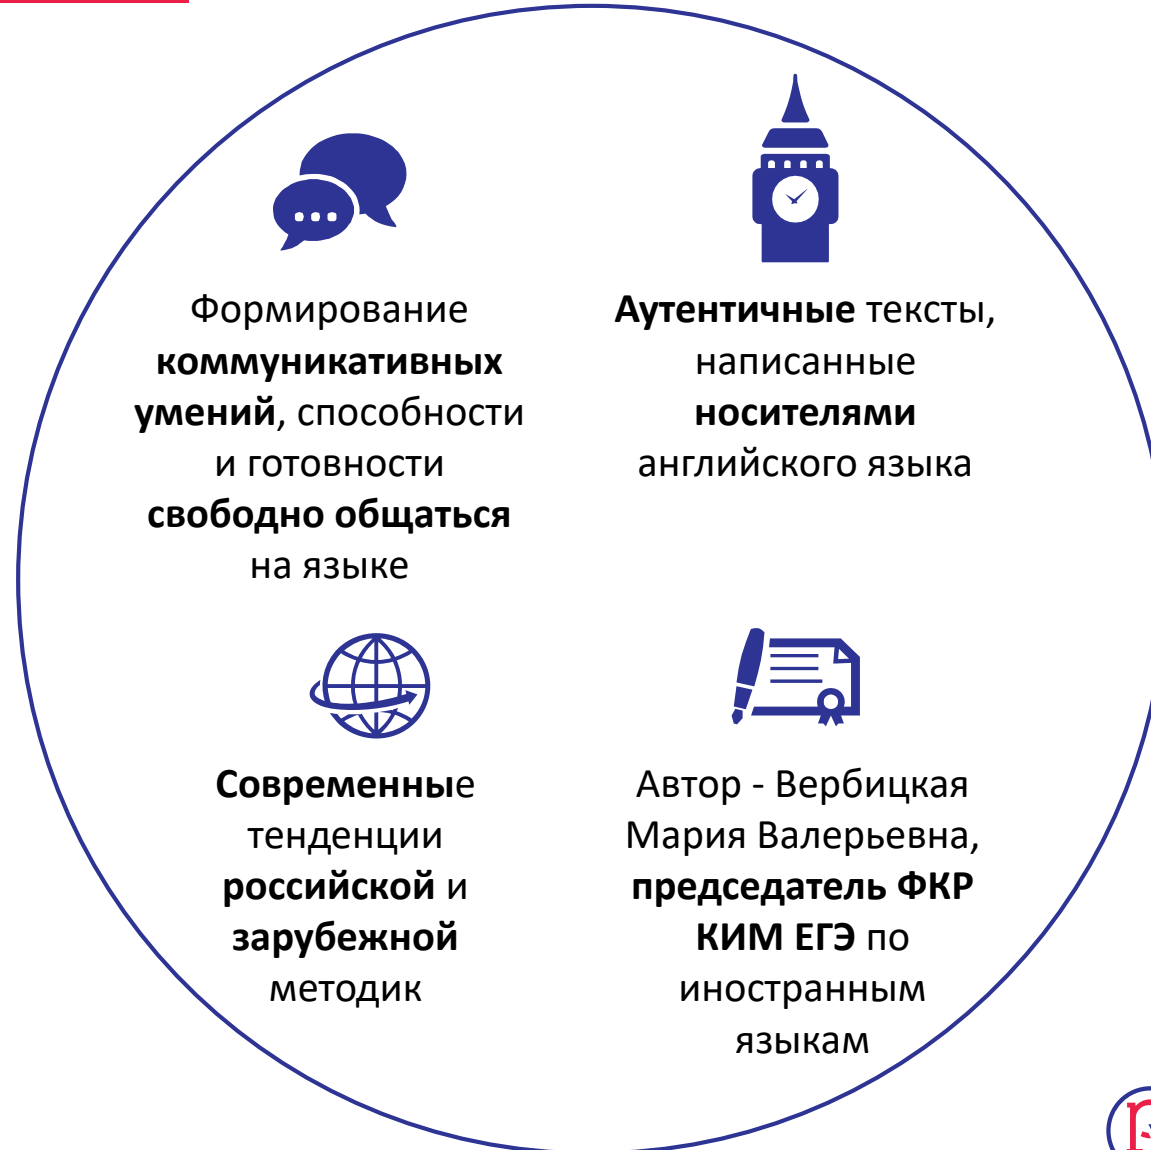 Формирование
коммуникативных
умений, способности
и готовности
свободно общаться
на языке
Аутентичные тексты,
написанные
носителями
английского языка
Современные
тенденции
российской и
зарубежной
методик
Автор - Вербицкая
Мария Валерьевна,
председатель ФКР
КИМ ЕГЭ по
иностранным
языкам